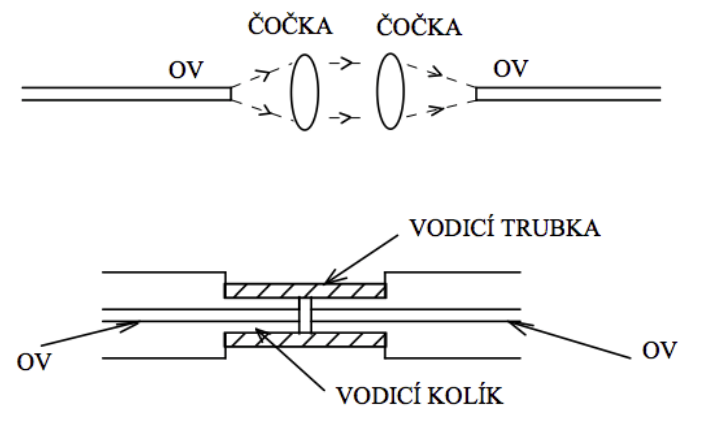 ČOČKA ČOČKA
OV OV
VODICÍ TRUBKA
OV OV
VODICÍ KOLÍK